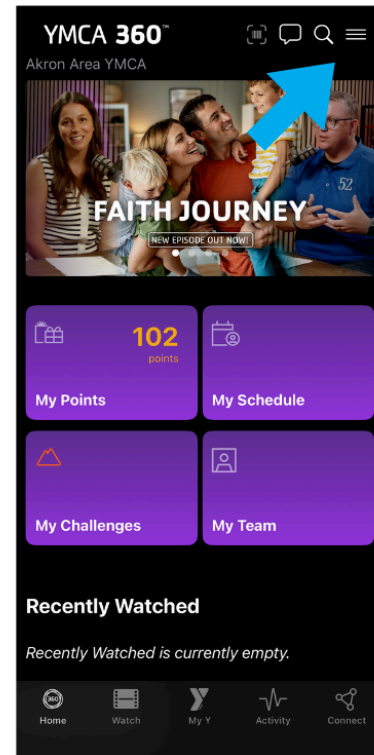 YMCA 360™
Akron Area YMCA
52
FAITH JOURNEY
NEW EPISODE OUT NOW!
102
points
My Points
My Schedule
My Challenges
My Team
Recently Watched
Recently Watched is currently empty.
360
Home
Watch
My Y
Activity
Connect